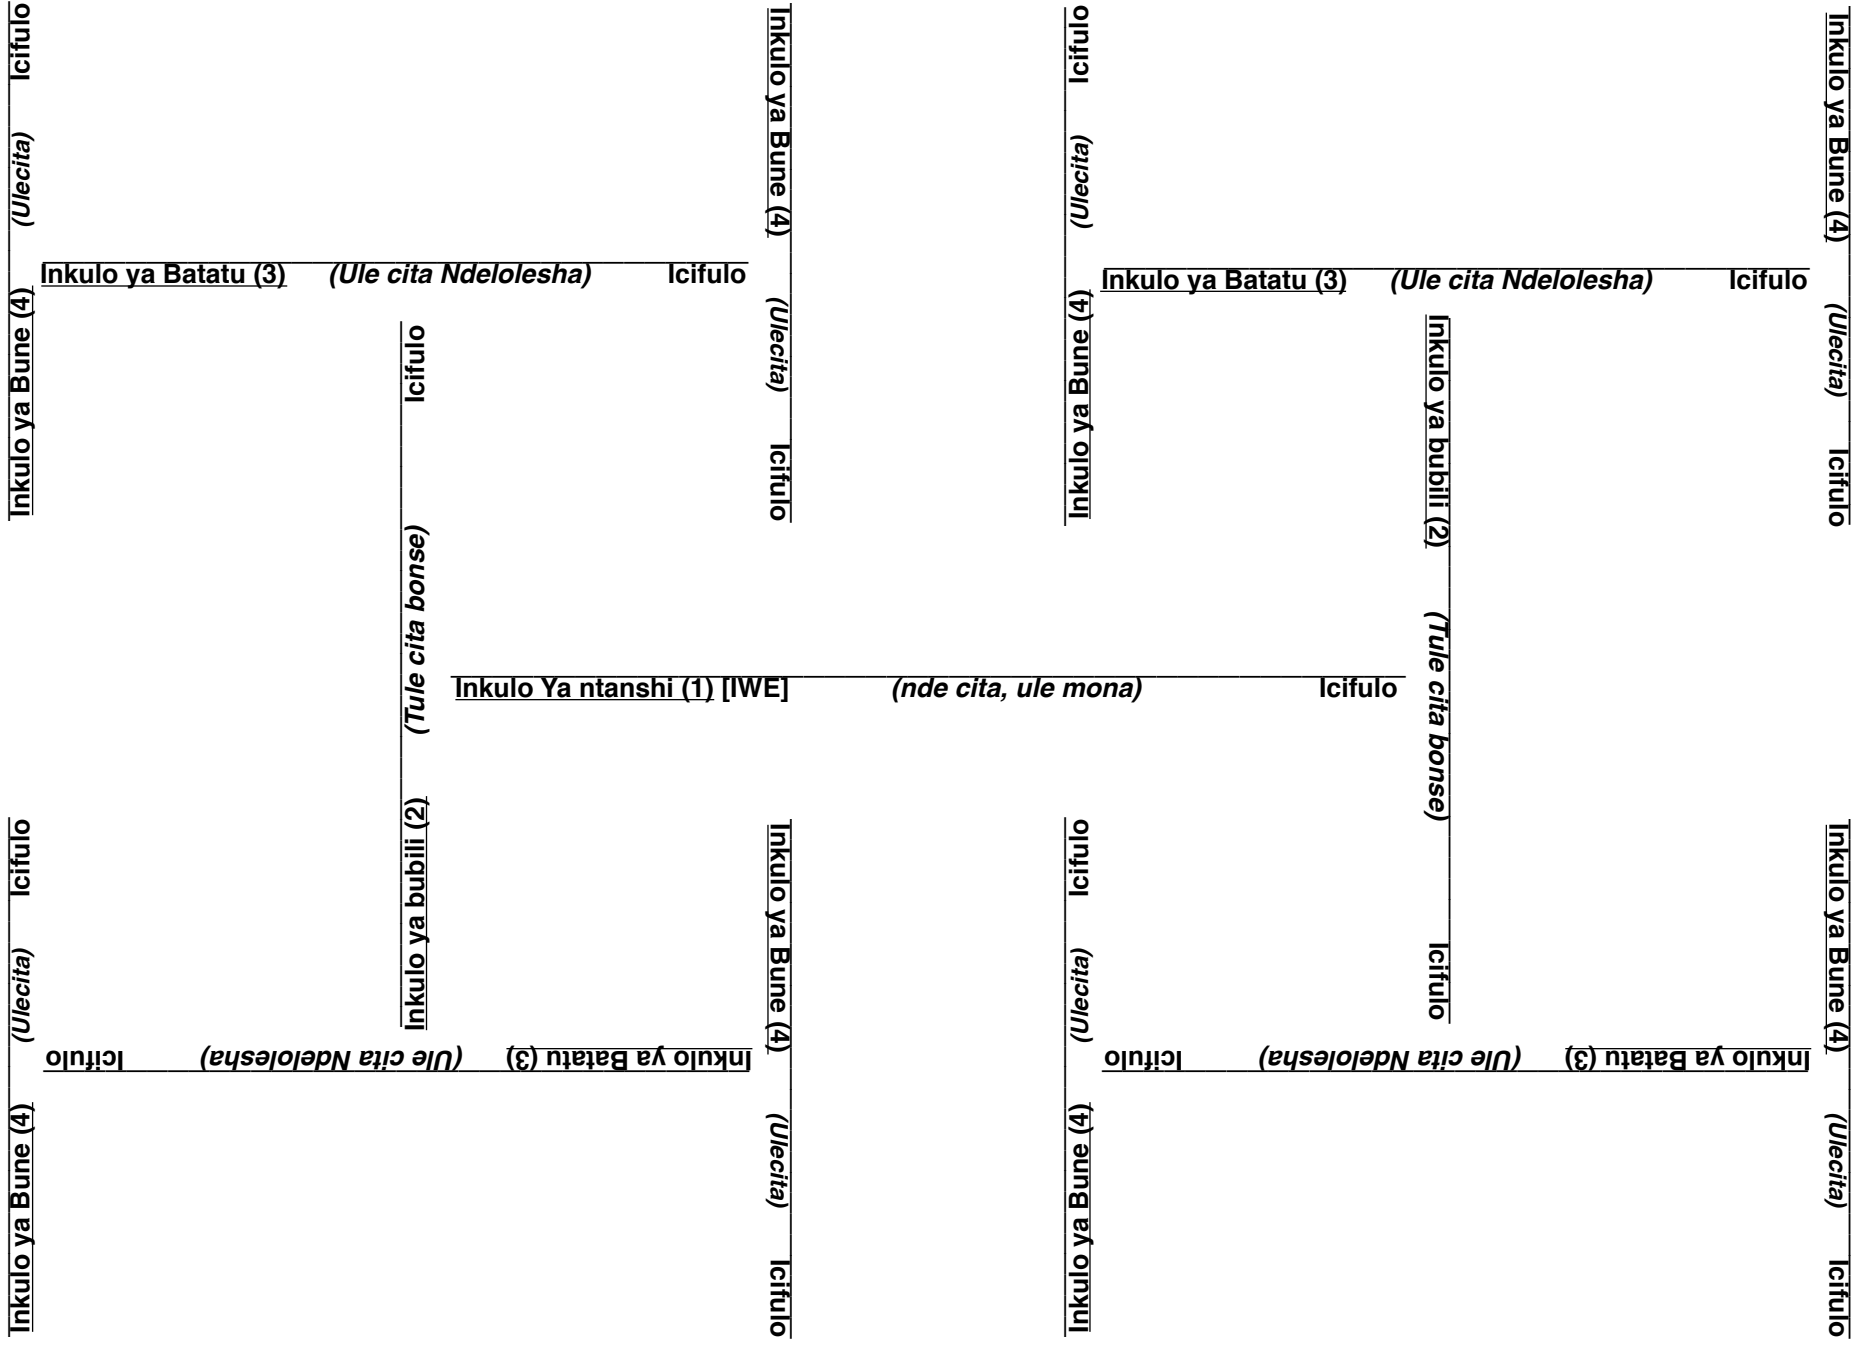 Inkulo ya Bune (4) (Ulecita) Icifulo
Inkulo ya Batatu (3) (Ule cita Ndelolesha) Icifulo
Inkulo ya Bune (4) (Ulecita) Icifulo
Inkulo ya Bune (4) (Ulecita) Icifulo
Inkulo ya Batatu (3) (Ule cita Ndelolesha) Icifulo
Inkulo ya Bune (4) (Ulecita) Icifulo
Inkulo ya bubili (2) (Tule cita bonse) Icifulo
Inkulo Ya ntanshi (1) [IWE] (nde cita, ule mona) Icifulo
Inkulo ya bubili (2) (Tule cita bonse) Icifulo
Inkulo ya Bune (4) (Ulecita) Icifulo
Inkulo ya Batatu (3) (Ule cita Ndelolesha) Icifulo
Inkulo ya Bune (4) (Ulecita) Icifulo
Inkulo ya Bune (4) (Ulecita) Icifulo
Inkulo ya Batatu (3) (Ule cita Ndelolesha) Icifulo
Inkulo ya Bune (4) (Ulecita) Icifulo